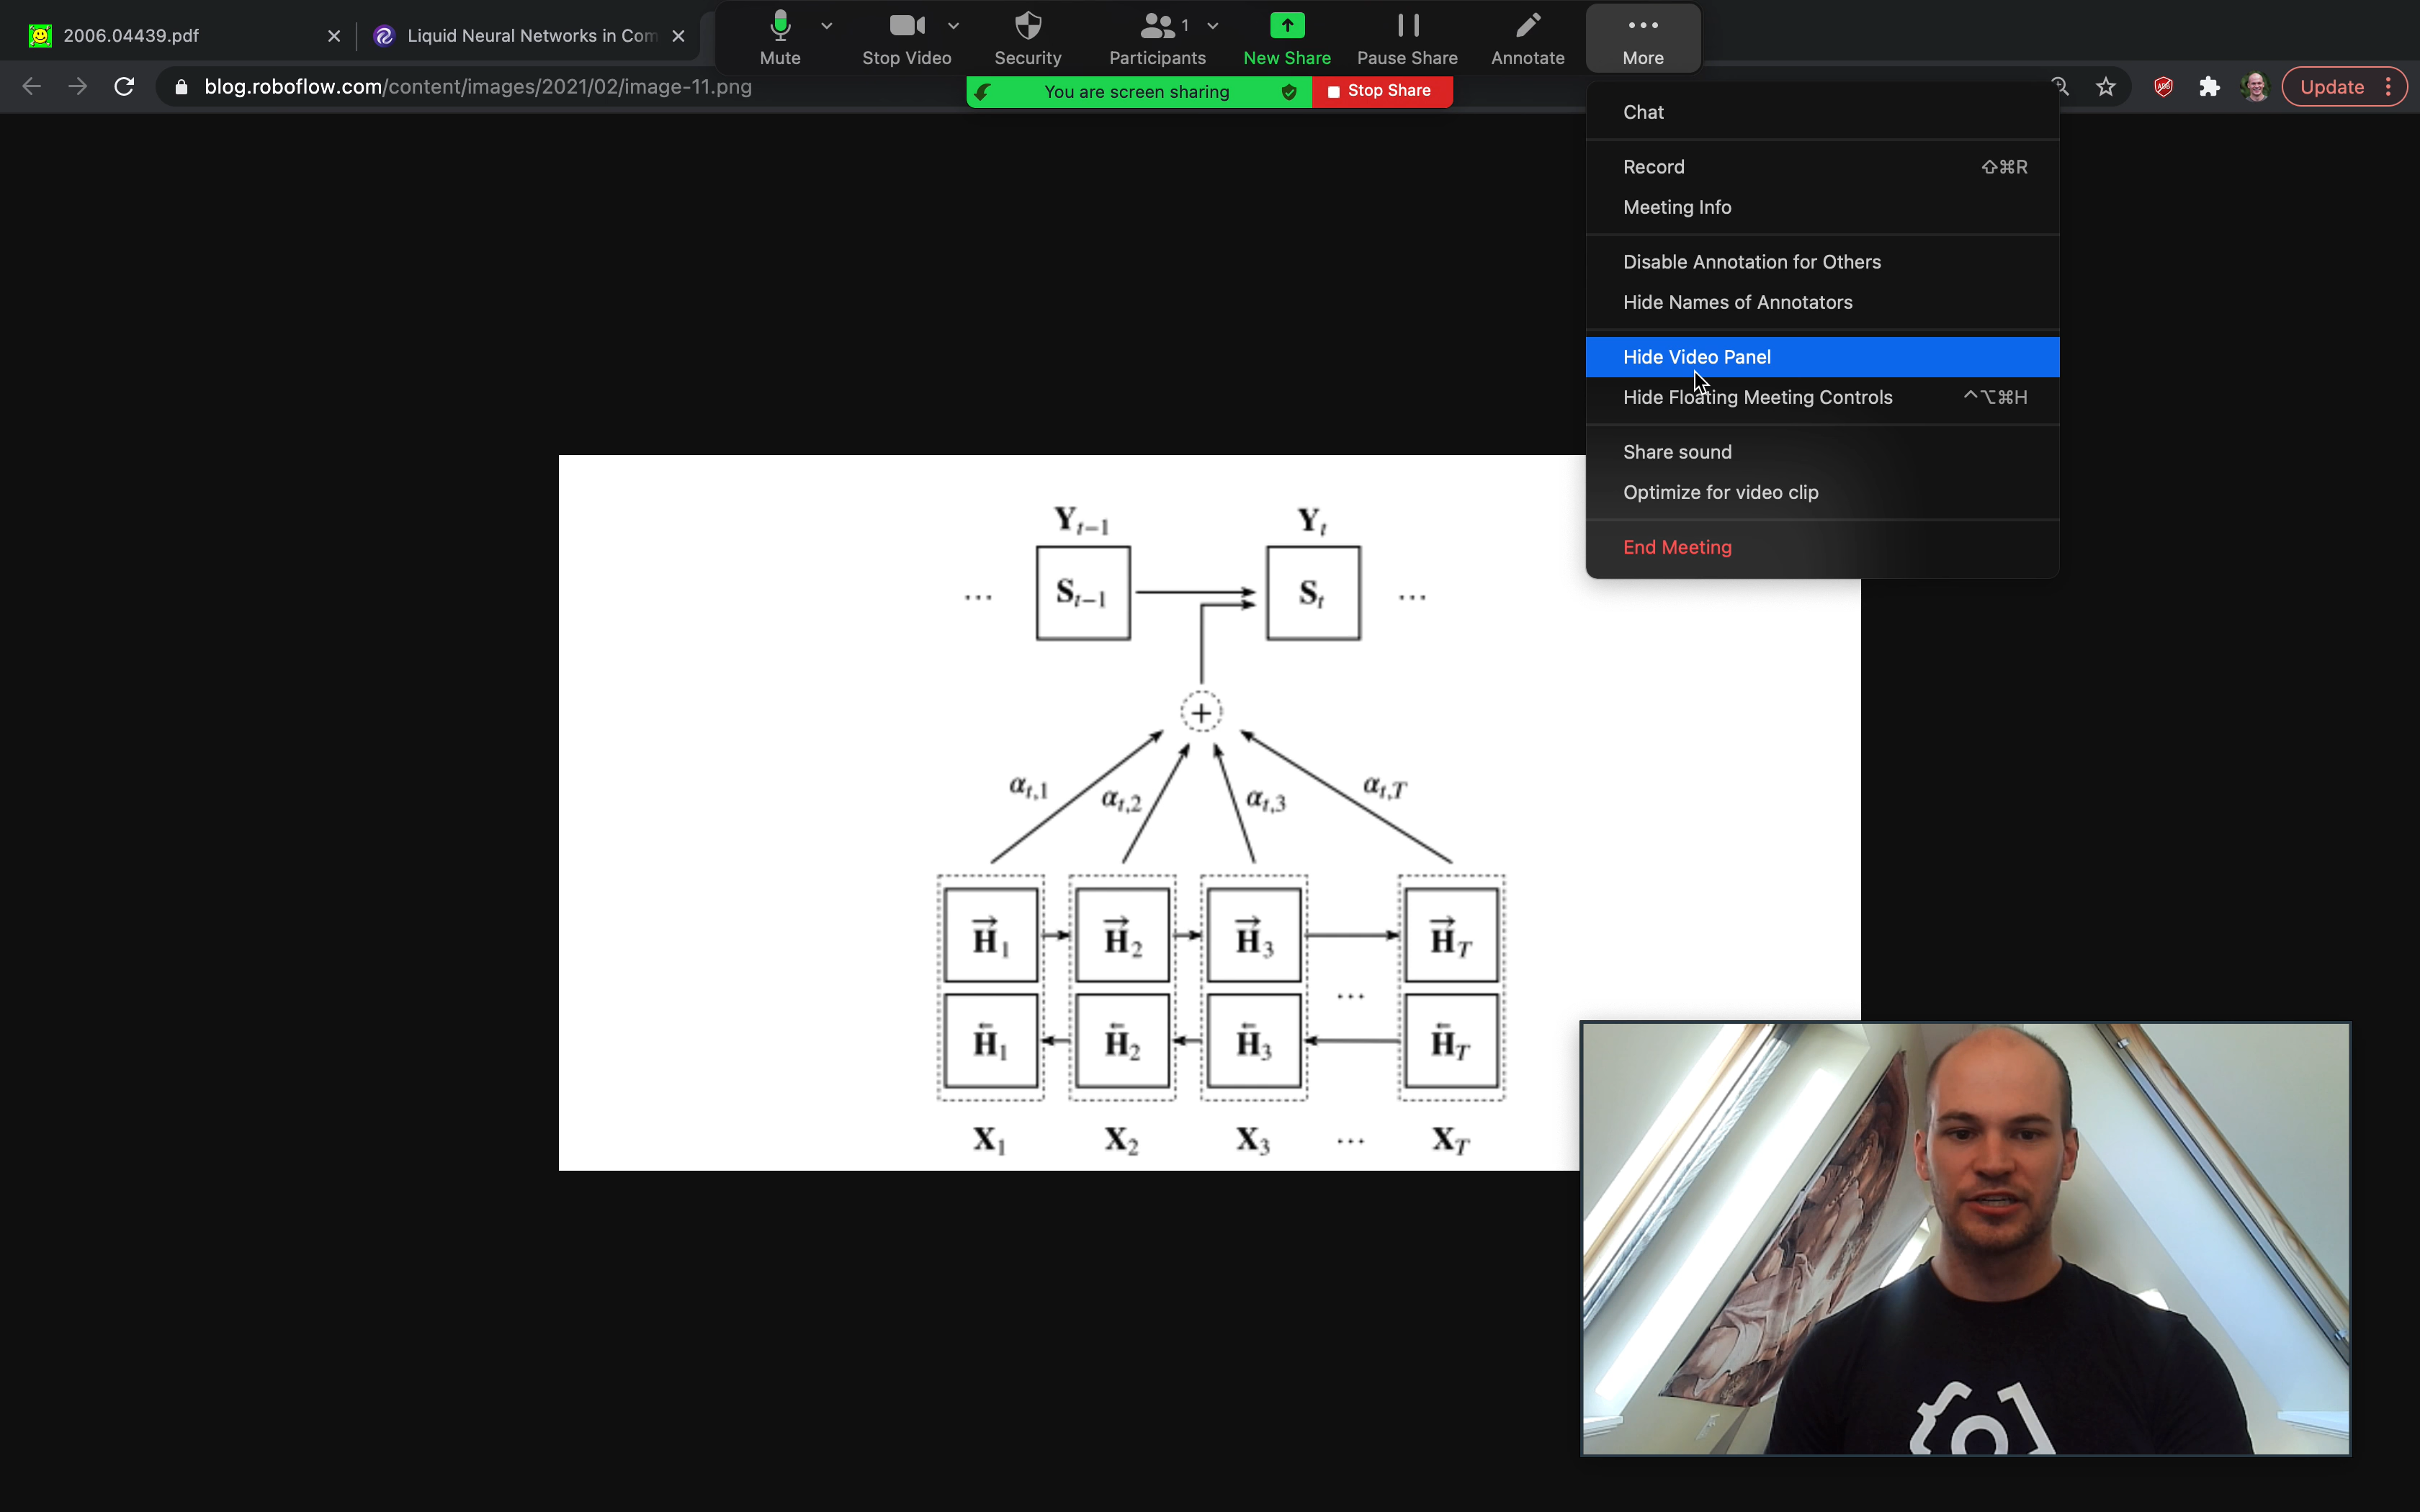 2006.04439.pdf
Liquid Neural Networks in Com
Mute
Stop Video
Security
1
Participants
New Share
Pause Share
Annotate
More
blog.roboflow.com/content/images/2021/02/image-11.png
You are screen sharing
Stop Share
ABP
Update
Chat
Record ⇧⌘R
Meeting Info
Disable Annotation for Others
Hide Names of Annotators
Hide Video Panel
Hide Floating Meeting Controls ^⌥⌘H
Share sound
Optimize for video clip
End Meeting
Y_{t-1} Y_t
... S_{t-1} S_t ...
+
α_{t,1} α_{t,2} α_{t,3} α_{t,T}
→H_1 →H_2 →H_3 →H_T
...
←H_1 ←H_2 ←H_3 ←H_T
X_1 X_2 X_3 ... X_T